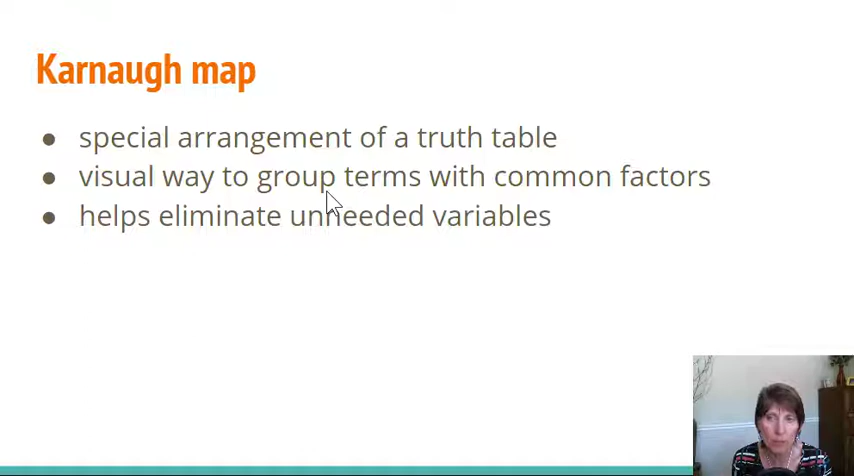 Karnaugh map
● special arrangement of a truth table
● visual way to group terms with common factors
● helps eliminate unneeded variables